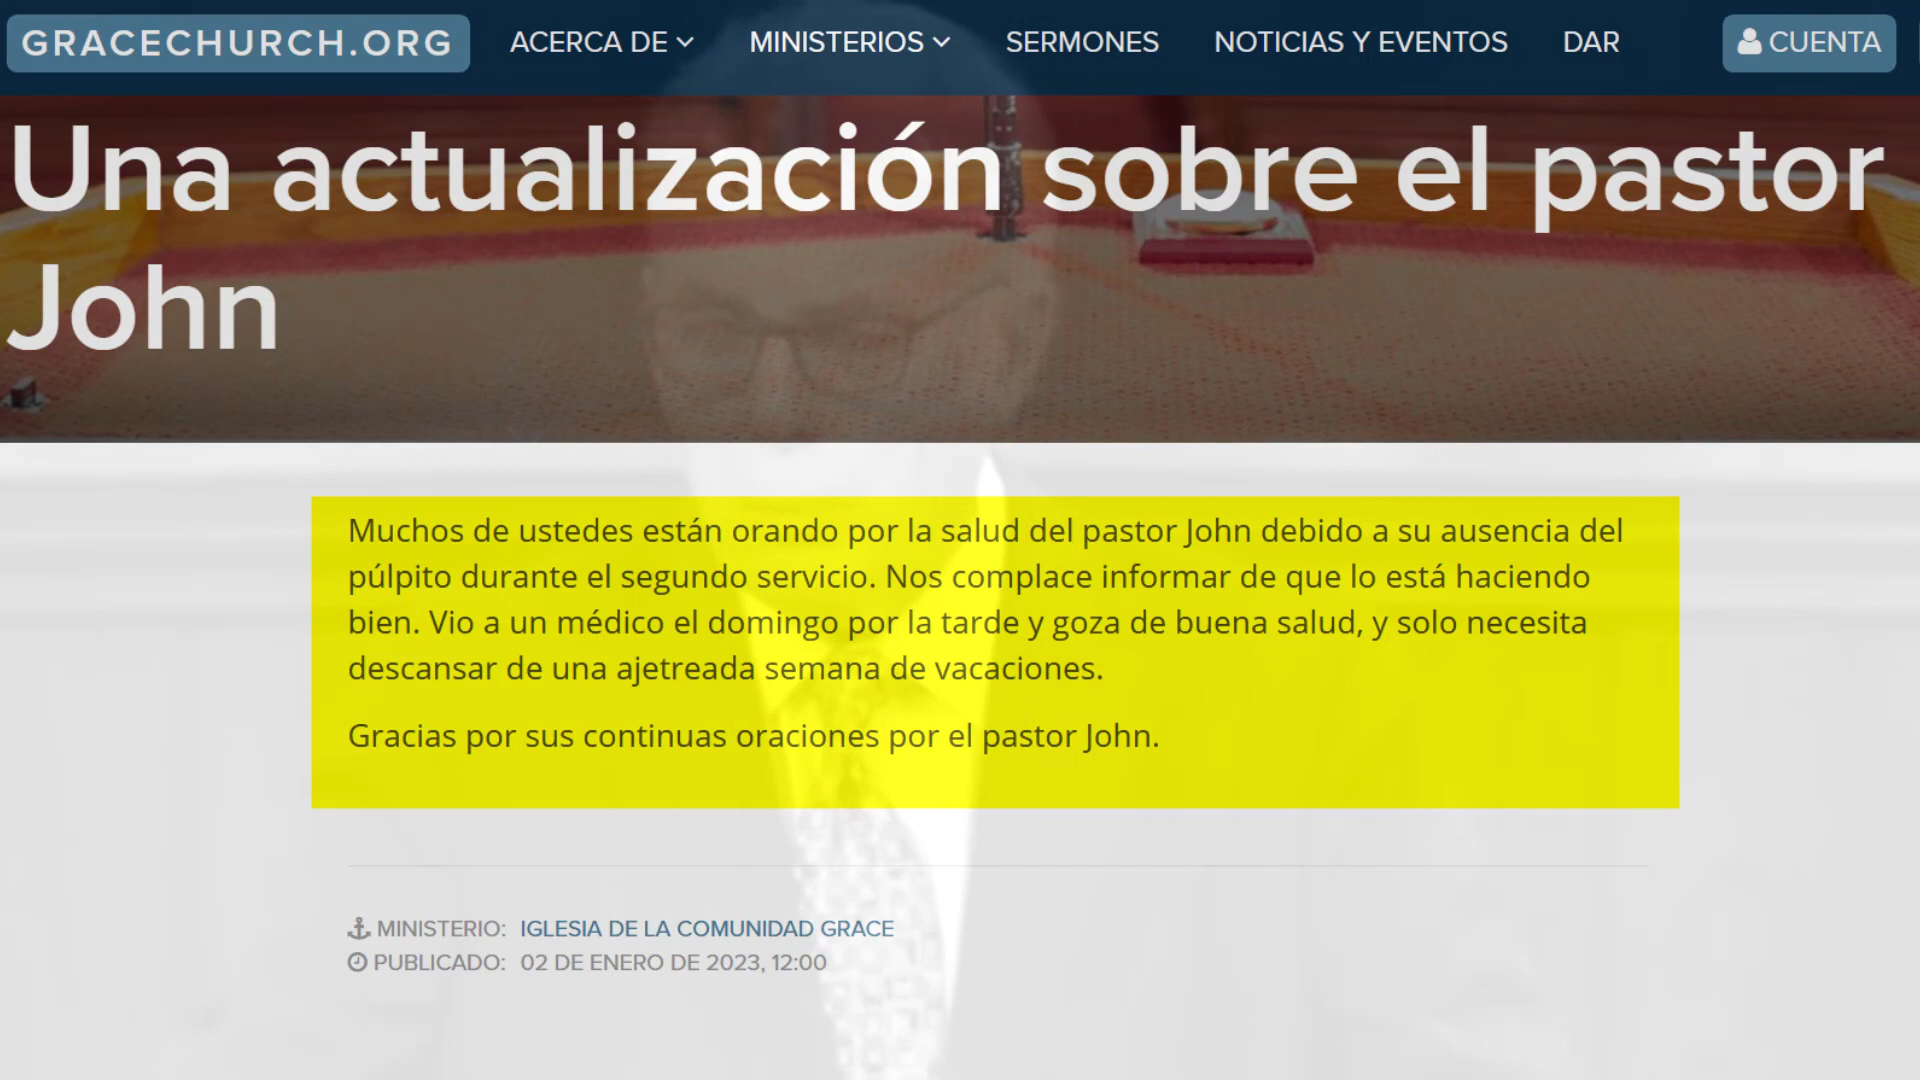 GRACECHURCH.ORG ACERCA DE MINISTERIOS SERMONES NOTICIAS Y EVENTOS DAR CUENTA
Una actualización sobre el pastor
John
Muchos de ustedes están orando por la salud del pastor John debido a su ausencia del
púlpito durante el segundo servicio. Nos complace informar de que lo está haciendo
bien. Vio a un médico el domingo por la tarde y goza de buena salud, y solo necesita
descansar de una ajetreada semana de vacaciones.
Gracias por sus continuas oraciones por el pastor John.
MINISTERIO: IGLESIA DE LA COMUNIDAD GRACE
PUBLICADO: 02 DE ENERO DE 2023, 12:00